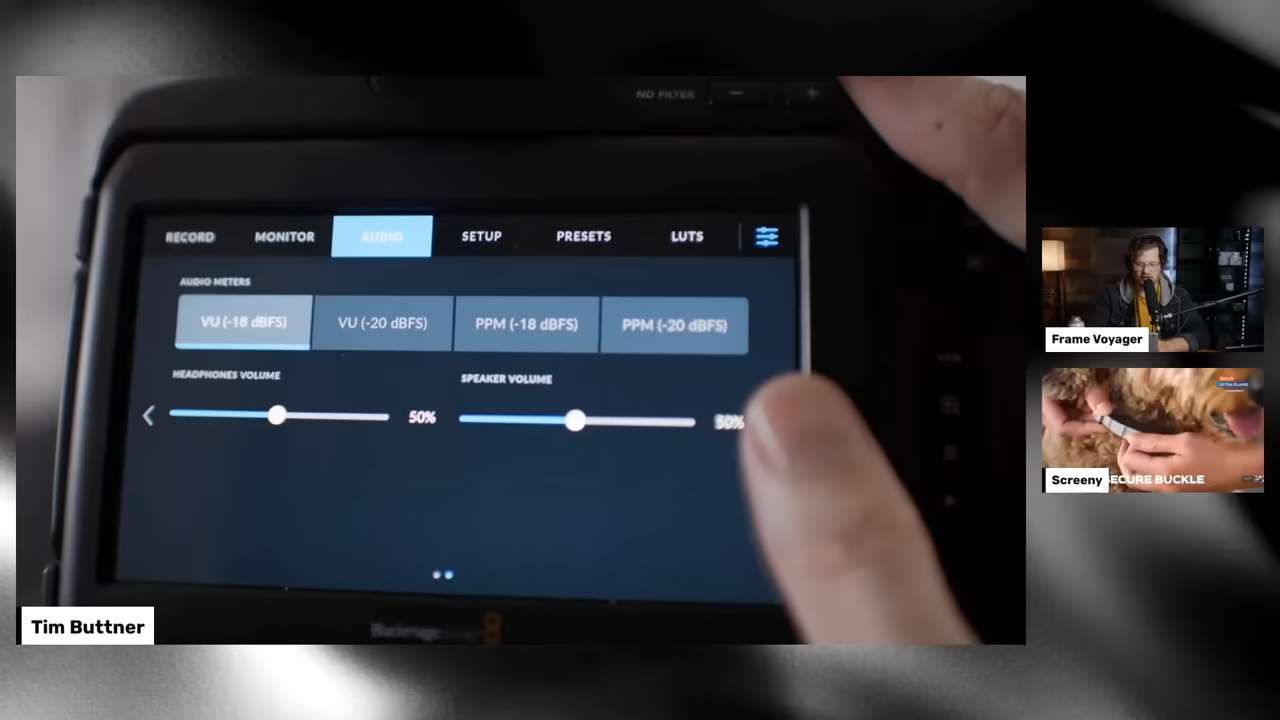 ND FILTER
RECORD MONITOR AUDIO SETUP PRESETS LUTS
AUDIO METERS
VU (-18 dBFS) VU (-20 dBFS) PPM (-18 dBFS) PPM (-20 dBFS)
HEADPHONES VOLUME SPEAKER VOLUME
50% 50%
Blackmagic
Tim Buttner
Frame Voyager
Screeny
SECURE BUCKLE